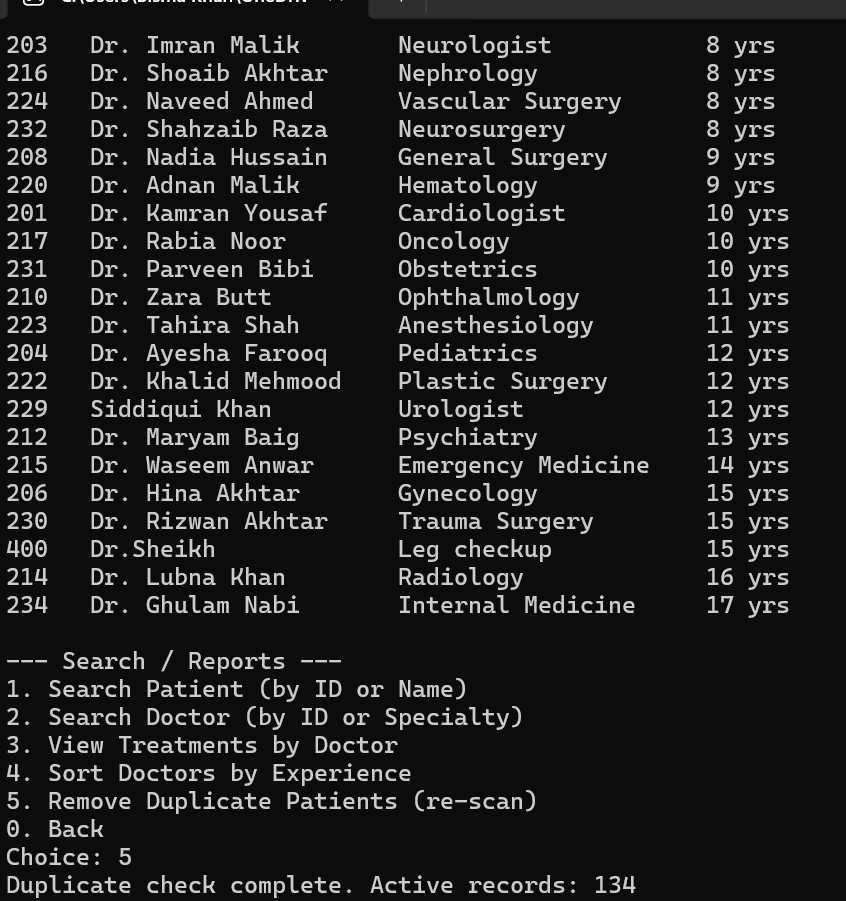 203   Dr. Imran Malik       Neurologist           8 yrs
216   Dr. Shoaib Akhtar     Nephrology            8 yrs
224   Dr. Naveed Ahmed      Vascular Surgery      8 yrs
232   Dr. Shahzaib Raza     Neurosurgery          8 yrs
208   Dr. Nadia Hussain     General Surgery       9 yrs
220   Dr. Adnan Malik       Hematology            9 yrs
201   Dr. Kamran Yousaf     Cardiologist          10 yrs
217   Dr. Rabia Noor        Oncology              10 yrs
231   Dr. Parveen Bibi      Obstetrics            10 yrs
210   Dr. Zara Butt         Ophthalmology         11 yrs
223   Dr. Tahira Shah       Anesthesiology        11 yrs
204   Dr. Ayesha Farooq     Pediatrics            12 yrs
222   Dr. Khalid Mehmood    Plastic Surgery       12 yrs
229   Siddiqui Khan         Urologist             12 yrs
212   Dr. Maryam Baig       Psychiatry            13 yrs
215   Dr. Waseem Anwar      Emergency Medicine    14 yrs
206   Dr. Hina Akhtar       Gynecology            15 yrs
230   Dr. Rizwan Akhtar     Trauma Surgery        15 yrs
400   Dr.Sheikh             Leg checkup           15 yrs
214   Dr. Lubna Khan        Radiology             16 yrs
234   Dr. Ghulam Nabi       Internal Medicine     17 yrs
--- Search / Reports ---
1. Search Patient (by ID or Name)
2. Search Doctor (by ID or Specialty)
3. View Treatments by Doctor
4. Sort Doctors by Experience
5. Remove Duplicate Patients (re-scan)
0. Back
Choice: 5
Duplicate check complete. Active records: 134